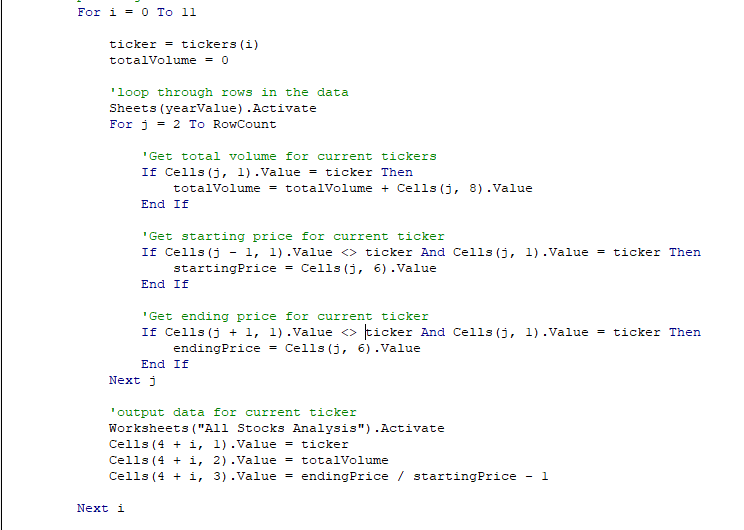 For i = 0 To 11
ticker = tickers(i)
totalVolume = 0
'loop through rows in the data
Sheets(yearValue).Activate
For j = 2 To RowCount
'Get total volume for current tickers
If Cells(j, 1).Value = ticker Then
totalVolume = totalVolume + Cells(j, 8).Value
End If
'Get starting price for current ticker
If Cells(j - 1, 1).Value <> ticker And Cells(j, 1).Value = ticker Then
startingPrice = Cells(j, 6).Value
End If
'Get ending price for current ticker
If Cells(j + 1, 1).Value <> ticker And Cells(j, 1).Value = ticker Then
endingPrice = Cells(j, 6).Value
End If
Next j
'output data for current ticker
Worksheets("All Stocks Analysis").Activate
Cells(4 + i, 1).Value = ticker
Cells(4 + i, 2).Value = totalVolume
Cells(4 + i, 3).Value = endingPrice / startingPrice - 1
Next i